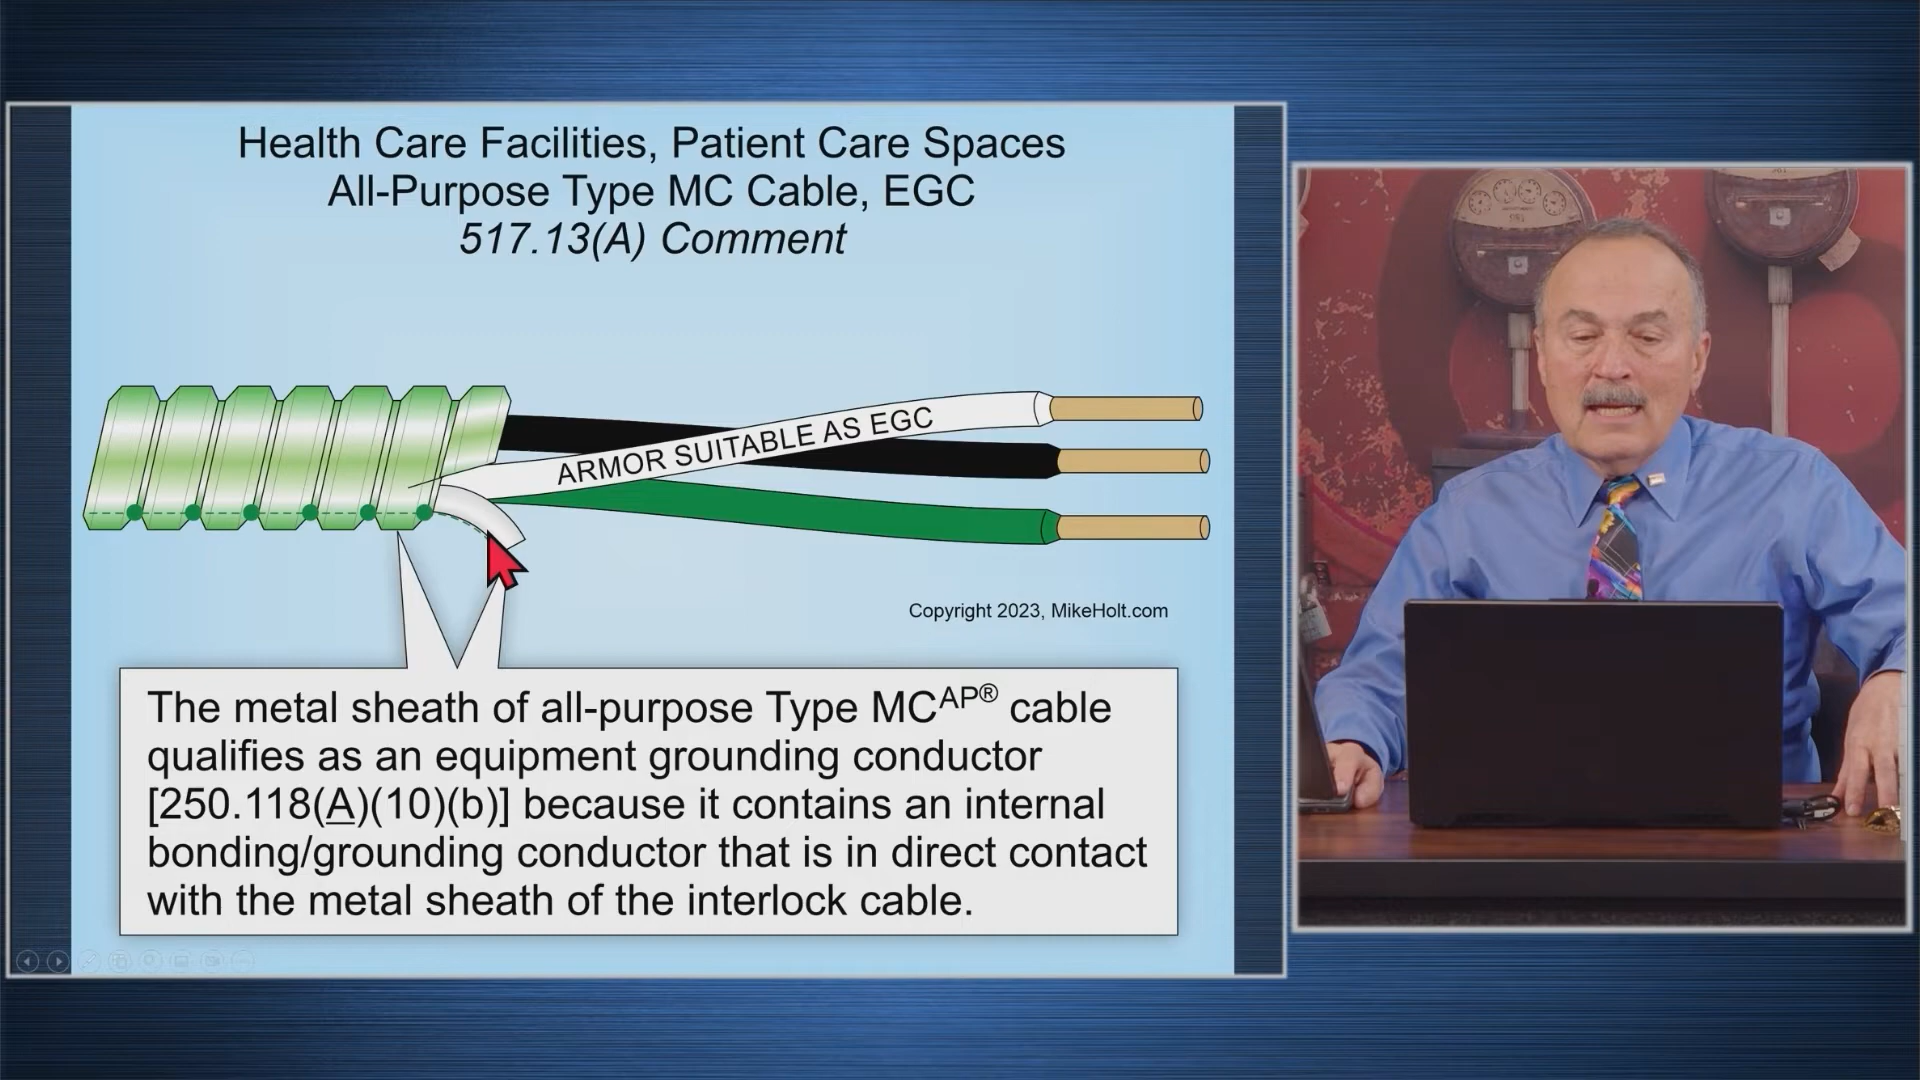 Health Care Facilities, Patient Care Spaces
All-Purpose Type MC Cable, EGC
517.13(A) Comment
ARMOR SUITABLE AS EGC
Copyright 2023, MikeHolt.com
The metal sheath of all-purpose Type MCAP® cable
qualifies as an equipment grounding conductor
[250.118(A)(10)(b)] because it contains an internal
bonding/grounding conductor that is in direct contact
with the metal sheath of the interlock cable.